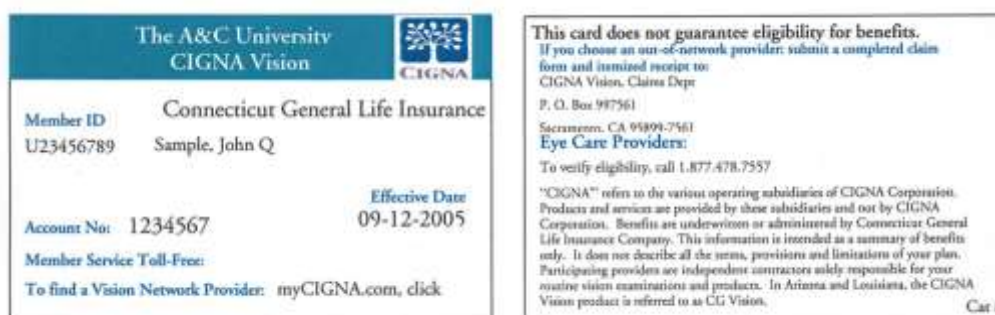 The A&C University
CIGNA Vision
CIGNA
Connecticut General Life Insurance
Member ID
U23456789 Sample, John Q
Effective Date
Account No: 1234567 09-12-2005
Member Service Toll-Free:
To find a Vision Network Provider: myCIGNA.com, click
This card does not guarantee eligibility for benefits.
If you choose an out-of-network provider: submit a completed claim
form and itemized receipt to:
CIGNA Vision, Claims Dept
P. O. Box 997561
Sacramento, CA 95899-7561
Eye Care Providers:
To verify eligibility, call 1.877.478.7557
"CIGNA" refers to the various operating subsidiaries of CIGNA Corporation.
Products and services are provided by these subsidiaries and not by CIGNA
Corporation. Benefits are underwritten or administered by Connecticut General
Life Insurance Company. This information is intended as a summary of benefits
only. It does not describe all the terms, provisions and limitations of your plan.
Participating providers are independent contractors solely responsible for your
routine vision examinations and products. In Arizona and Louisiana, the CIGNA
Vision product is referred to as CG Vision.
Cat